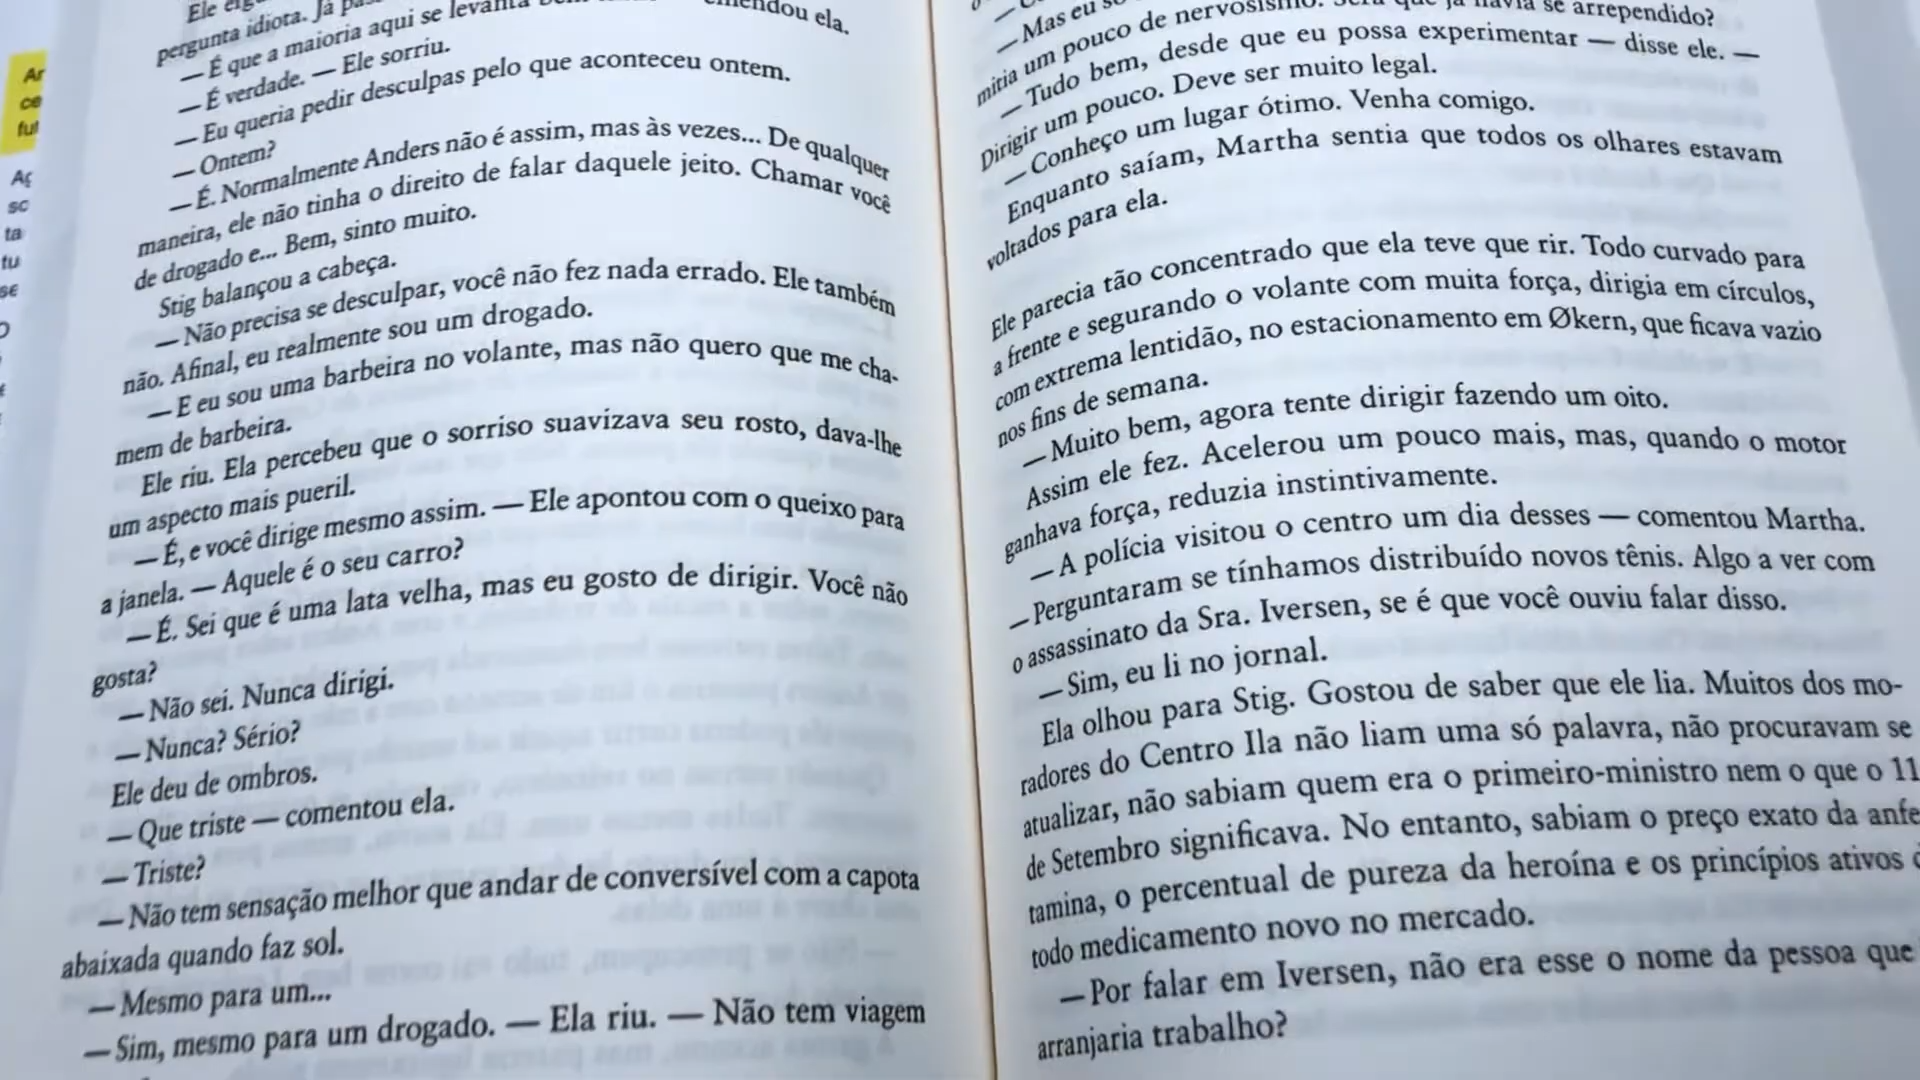 Ar
ce
fut
Ag
sc
ta
tu
se
Ele
pergunta idiota. Já
— É que a maioria aqui se levanta
emendou ela.
— É verdade. — Ele sorriu.
— Eu queria pedir desculpas pelo que aconteceu ontem.
— Ontem?
— É. Normalmente Anders não é assim, mas às vezes... De qualquer
maneira, ele não tinha o direito de falar daquele jeito. Chamar você
de drogado e... Bem, sinto muito.
Stig balançou a cabeça.
— Não precisa se desculpar, você não fez nada errado. Ele também
não. Afinal, eu realmente sou um drogado.
— E eu sou uma barbeira no volante, mas não quero que me cha-
mem de barbeira.
Ele riu. Ela percebeu que o sorriso suavizava seu rosto, dava-lhe
um aspecto mais pueril.
— É, e você dirige mesmo assim. — Ele apontou com o queixo para
a janela. — Aquele é o seu carro?
— É. Sei que é uma lata velha, mas eu gosto de dirigir. Você não
gosta?
— Não sei. Nunca dirigi.
— Nunca? Sério?
Ele deu de ombros.
— Que triste — comentou ela.
— Triste?
— Não tem sensação melhor que andar de conversível com a capota
abaixada quando faz sol.
— Mesmo para um...
— Sim, mesmo para um drogado. — Ela riu. — Não tem viagem
— Mas eu
mitia um pouco de nervosismo. Será que já havia se arrependido?
— Tudo bem, desde que eu possa experimentar — disse ele. —
Dirigir um pouco. Deve ser muito legal.
— Conheço um lugar ótimo. Venha comigo.
Enquanto saíam, Martha sentia que todos os olhares estavam
voltados para ela.
Ele parecia tão concentrado que ela teve que rir. Todo curvado para
a frente e segurando o volante com muita força, dirigia em círculos,
com extrema lentidão, no estacionamento em Økern, que ficava vazio
nos fins de semana.
— Muito bem, agora tente dirigir fazendo um oito.
Assim ele fez. Acelerou um pouco mais, mas, quando o motor
ganhava força, reduzia instintivamente.
— A polícia visitou o centro um dia desses — comentou Martha.
— Perguntaram se tínhamos distribuído novos tênis. Algo a ver com
o assassinato da Sra. Iversen, se é que você ouviu falar disso.
— Sim, eu li no jornal.
Ela olhou para Stig. Gostou de saber que ele lia. Muitos dos mo-
radores do Centro Ila não liam uma só palavra, não procuravam se
atualizar, não sabiam quem era o primeiro-ministro nem o que o 11
de Setembro significava. No entanto, sabiam o preço exato da anfe
tamina, o percentual de pureza da heroína e os princípios ativos
todo medicamento novo no mercado.
— Por falar em Iversen, não era esse o nome da pessoa que
arranjaria trabalho?